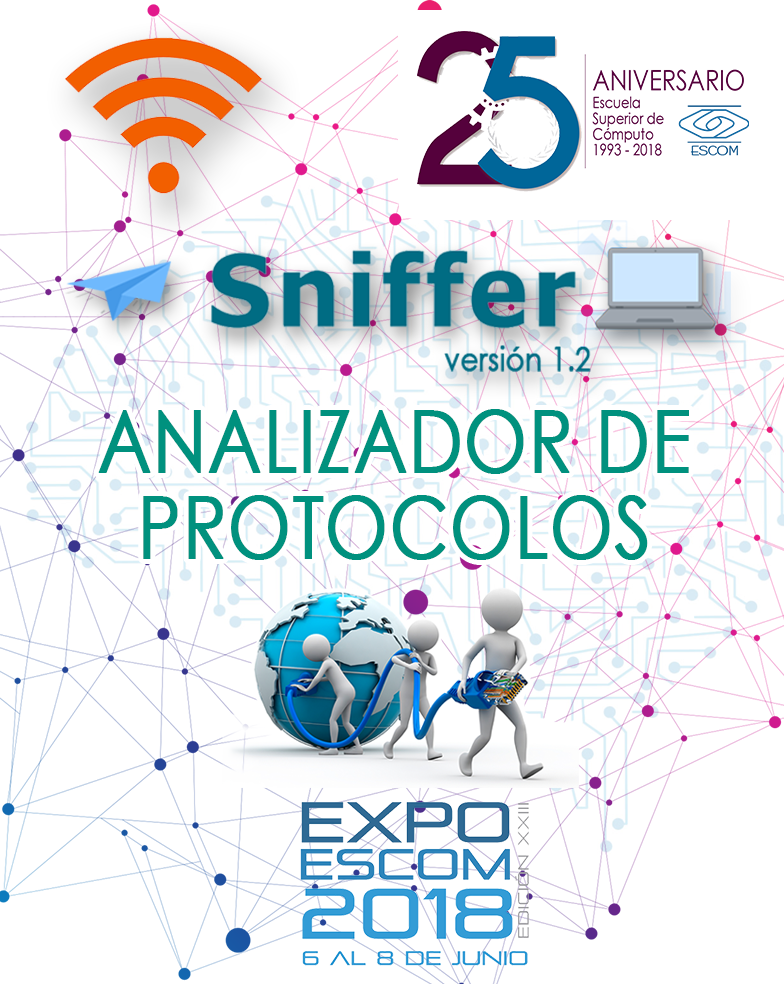 25
ANIVERSARIO
Escuela
Superior de
Cómputo
1993 - 2018
ESCOM
Sniffer
versión 1.2
ANALIZADOR DE
PROTOCOLOS
EXPO
ESCOM
2018
EDICIÓN XXIII
6 AL 8 DE JUNIO